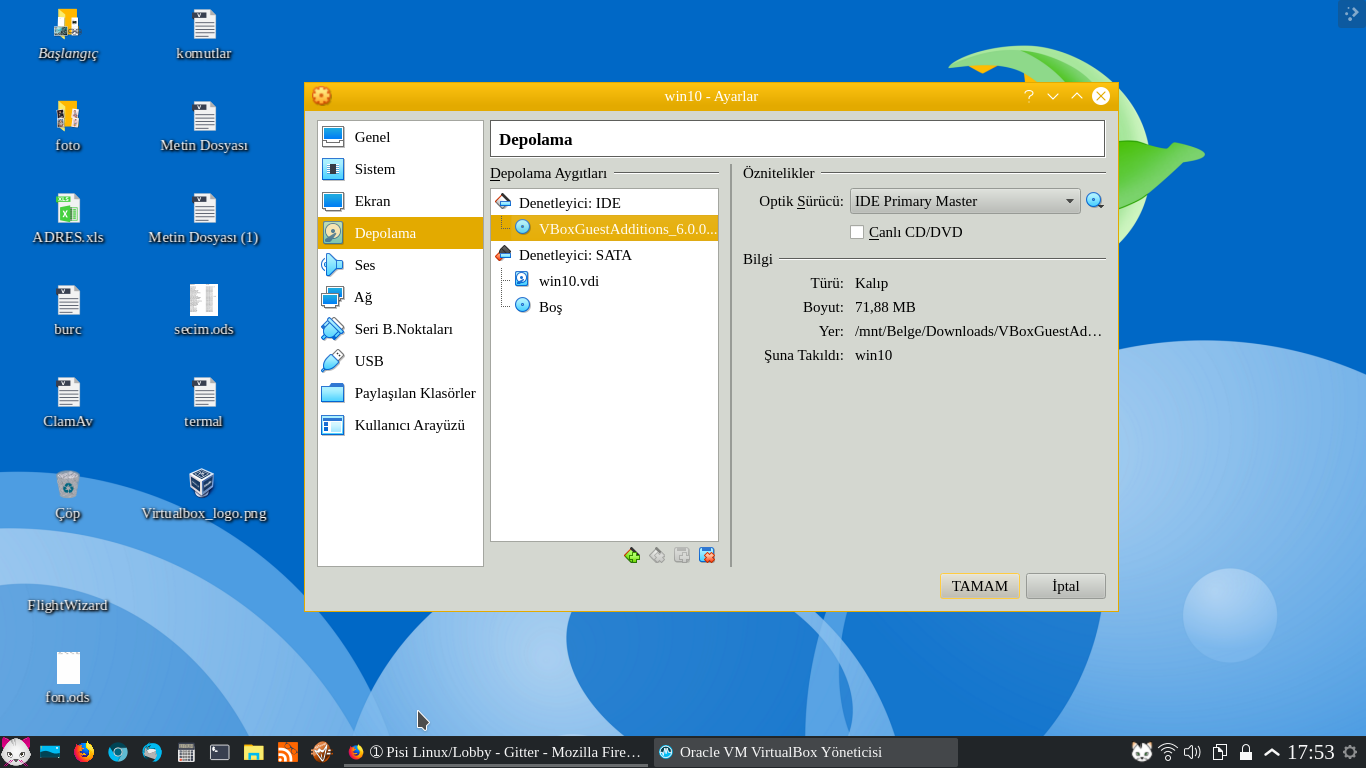 Başlangıç
komutlar
foto
Metin Dosyası
ADRES.xls
Metin Dosyası (1)
burc
secim.ods
ClamAv
termal
Çöp
Virtualbox_logo.png
FlightWizard
fon.ods
win10 - Ayarlar
Genel
Sistem
Ekran
Depolama
Ses
Ağ
Seri B.Noktaları
USB
Paylaşılan Klasörler
Kullanıcı Arayüzü
Depolama
Depolama Aygıtları
Denetleyici: IDE
VBoxGuestAdditions_6.0.0...
Denetleyici: SATA
win10.vdi
Boş
Öznitelikler
Optik Sürücü: IDE Primary Master
Canlı CD/DVD
Bilgi
Türü: Kalıp
Boyut: 71,88 MB
Yer: /mnt/Belge/Downloads/VBoxGuestAd…
Şuna Takıldı: win10
TAMAM
İptal
① Pisi Linux/Lobby - Gitter - Mozilla Fire…
Oracle VM VirtualBox Yöneticisi
17:53